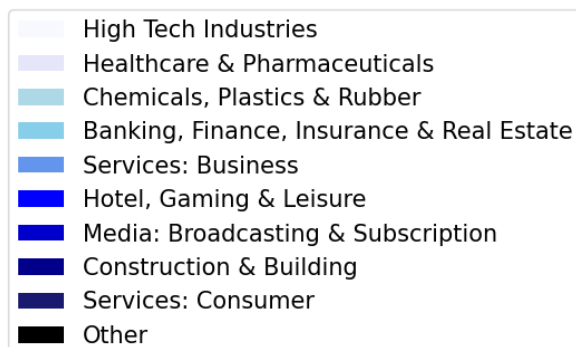 High Tech Industries
Healthcare & Pharmaceuticals
Chemicals, Plastics & Rubber
Banking, Finance, Insurance & Real Estate
Services: Business
Hotel, Gaming & Leisure
Media: Broadcasting & Subscription
Construction & Building
Services: Consumer
Other